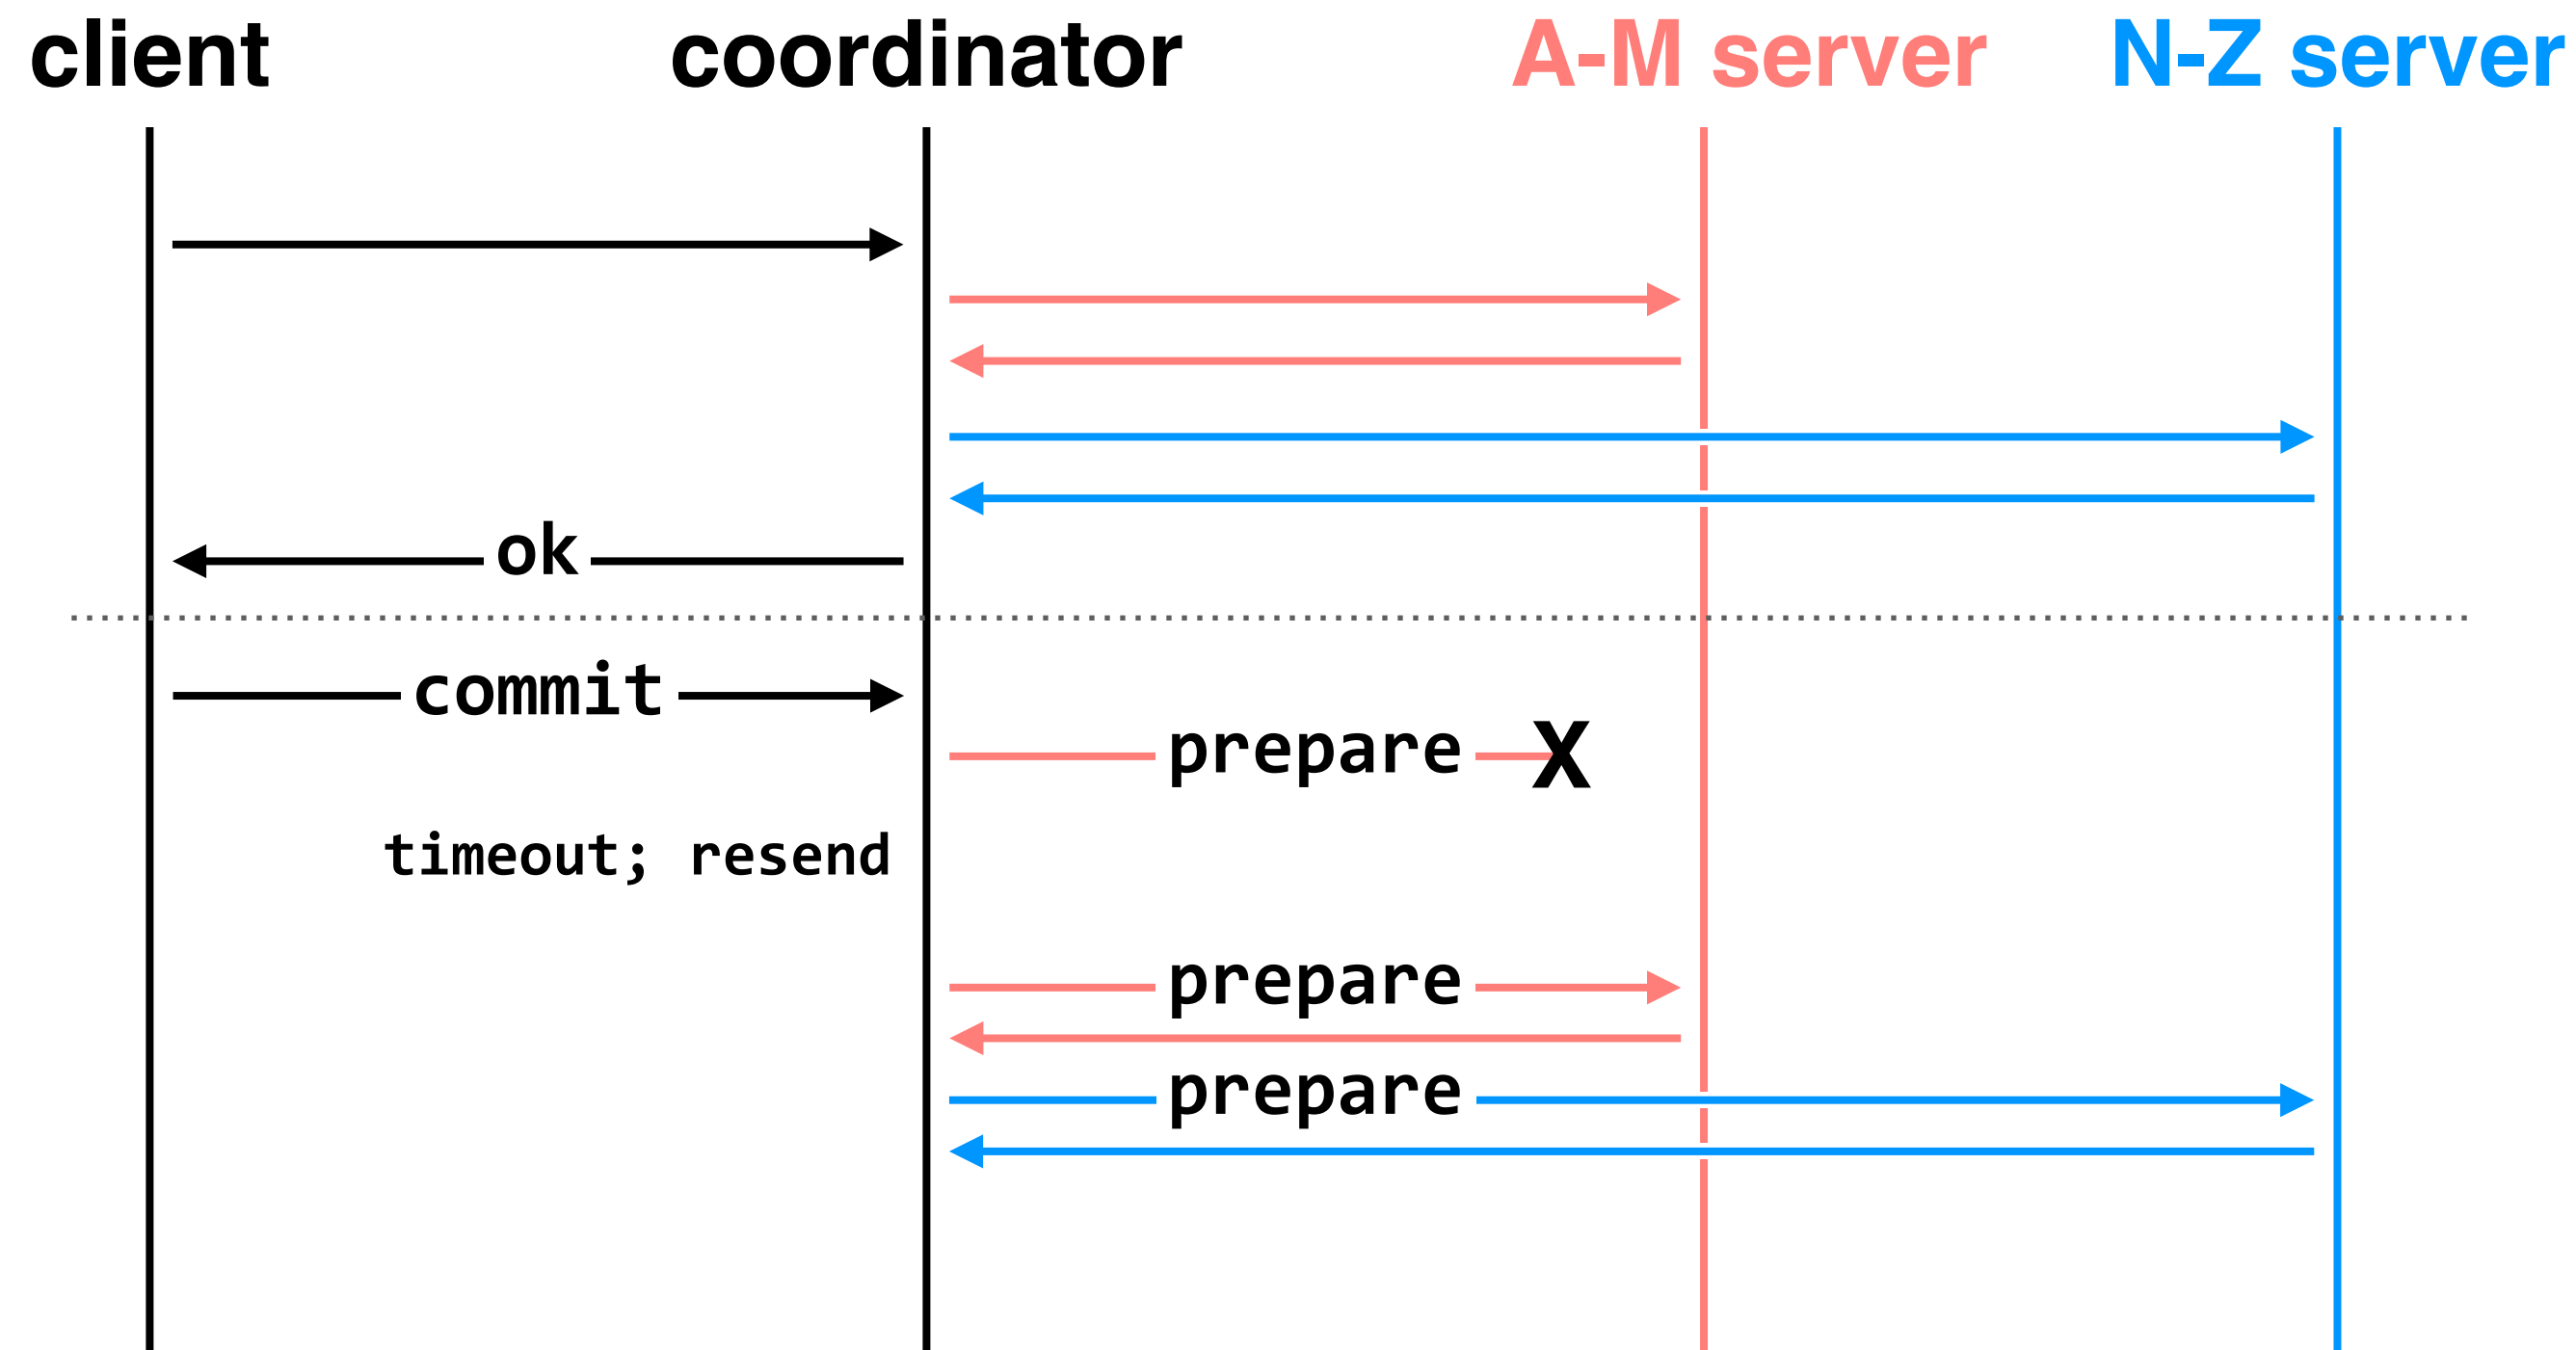 client coordinator A-M server N-Z server
ok
commit
prepare X
timeout; resend
prepare
prepare